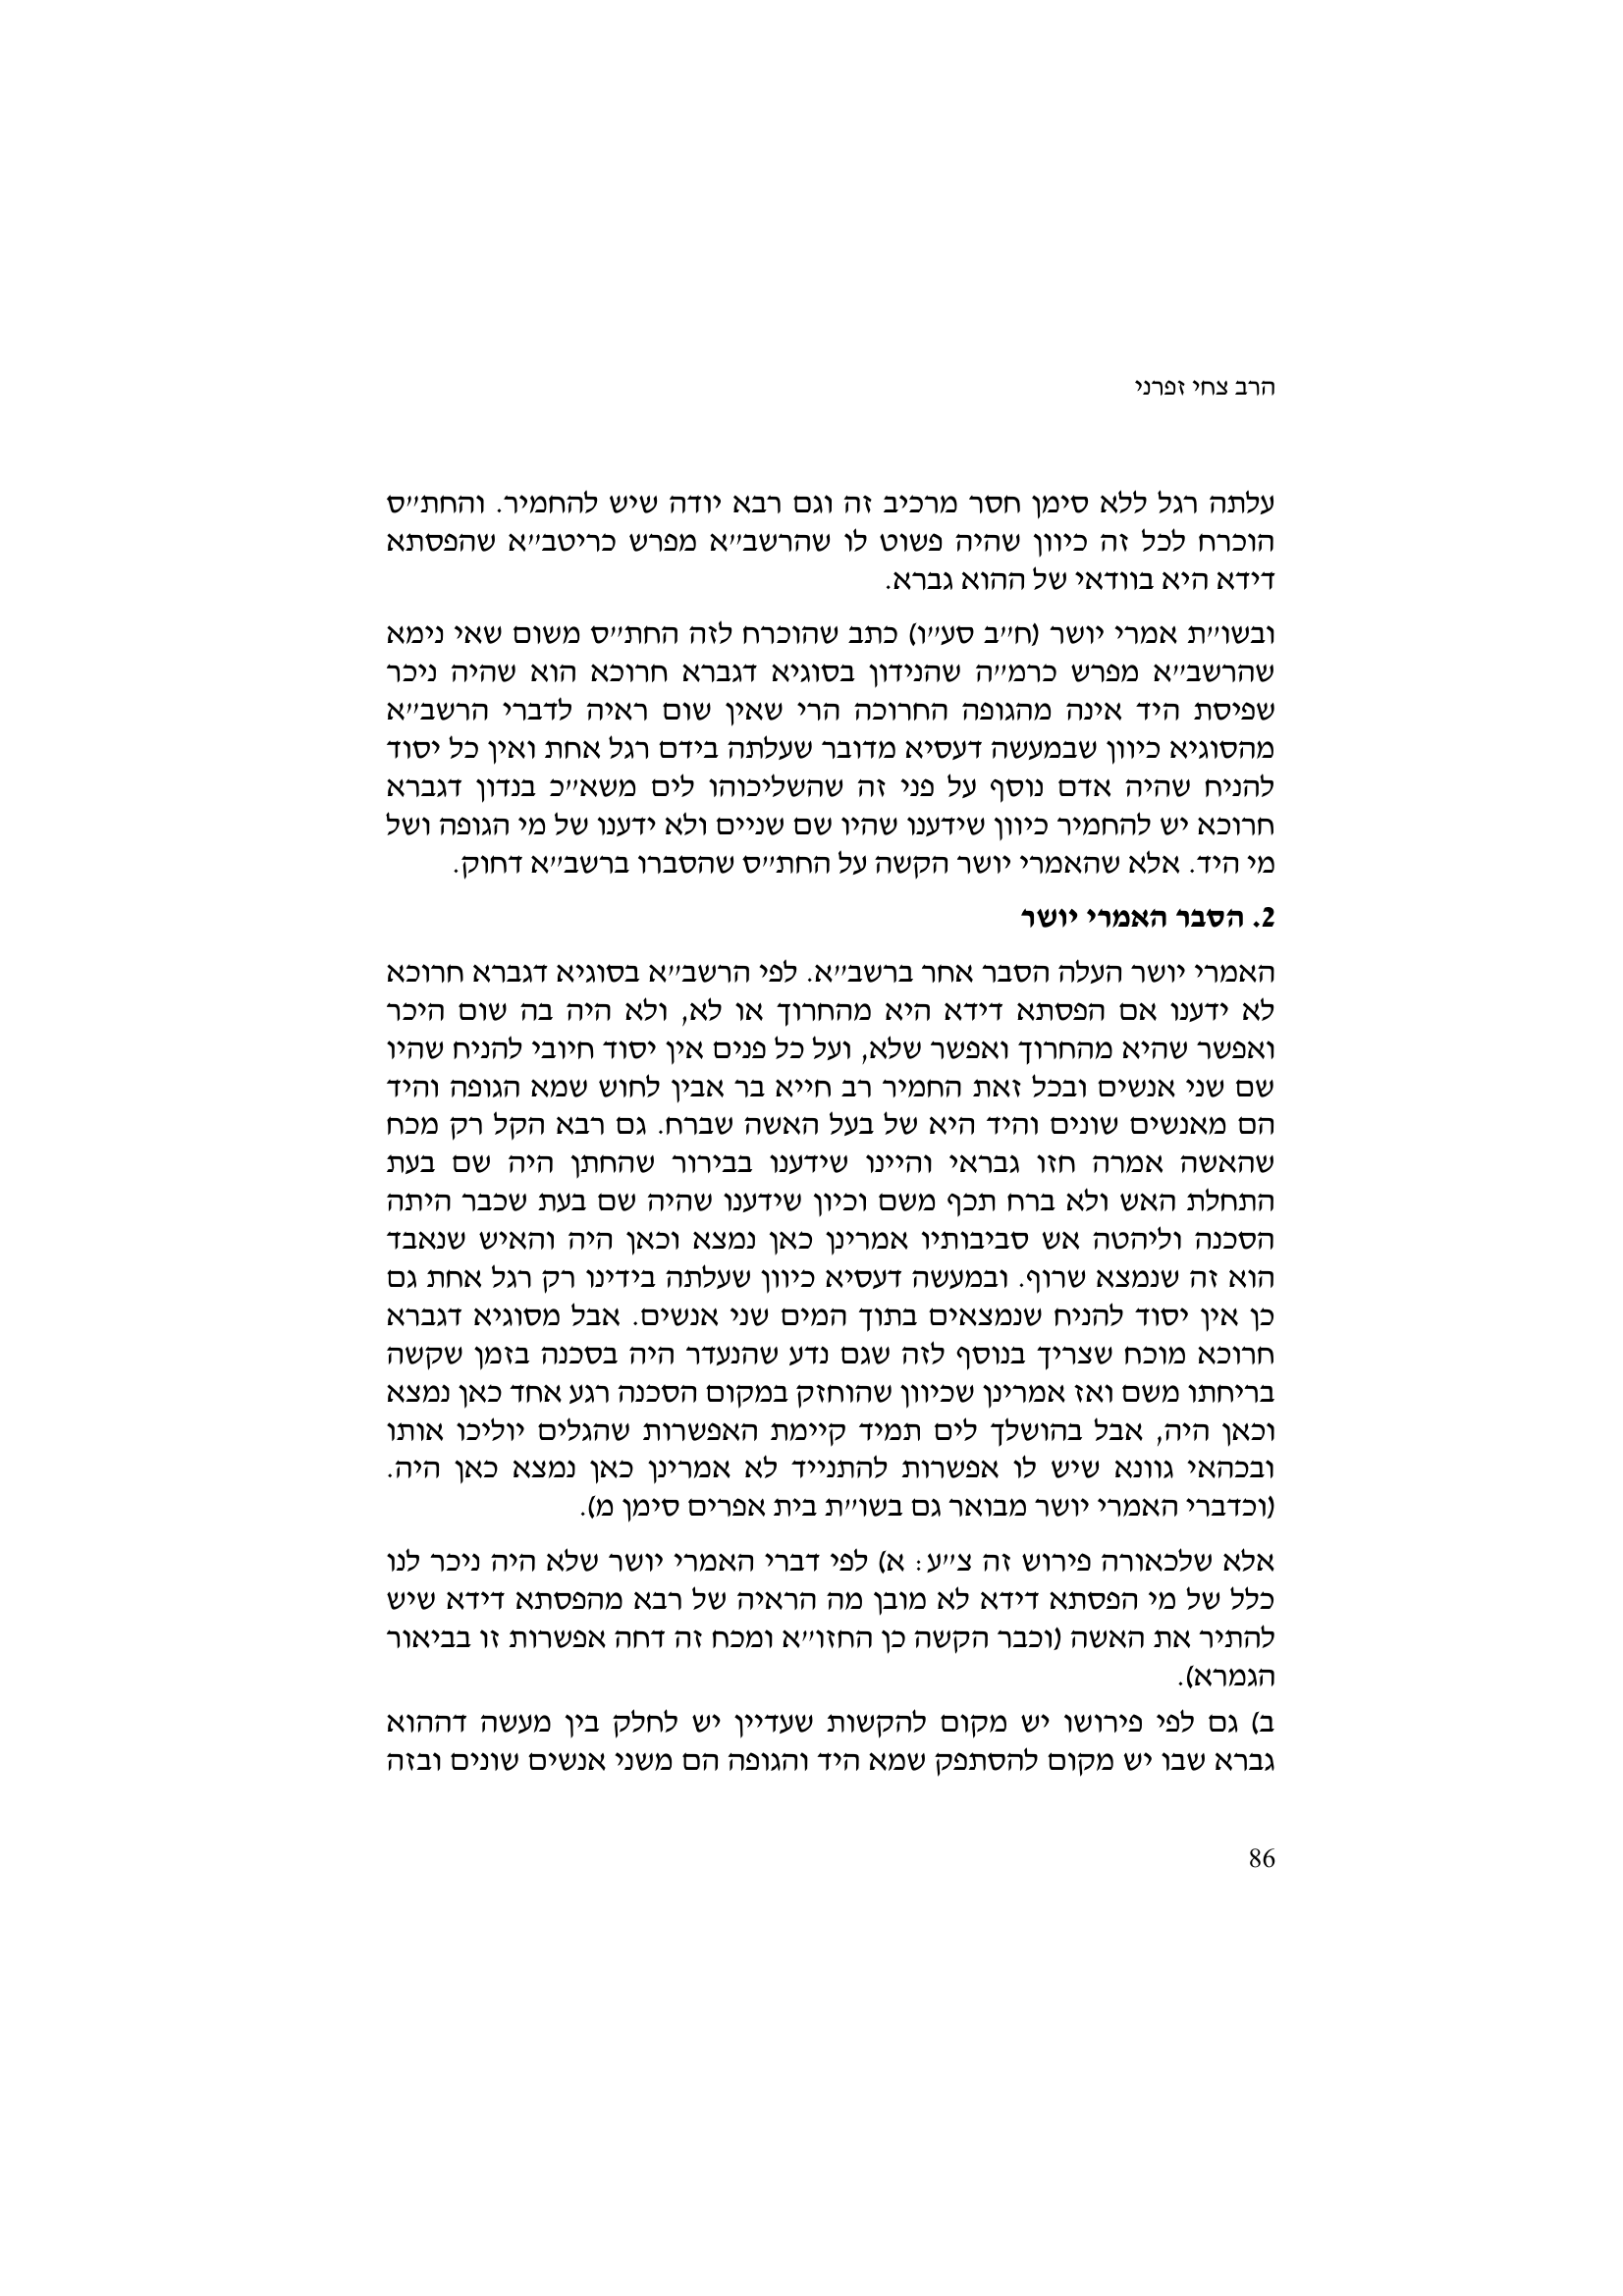 הרב צחי זפרני
עלתה רגל ללא סימן חסר מרכיב זה וגם רבא יודה שיש להחמיר. והחת״ס
הוכרח לכל זה כיוון שהיה פשוט לו שהרשב״א מפרש כריטב״א שהפסתא
דידא היא בוודאי של ההוא גברא.
ובשו״ת אמרי יושר (ח״ב סע״ו) כתב שהוכרח לזה החת״ס משום שאי נימא
שהרשב״א מפרש כרמ״ה שהנידון בסוגיא דגברא חרוכא הוא שהיה ניכר
שפיסת היד אינה מהגופה החרוכה הרי שאין שום ראיה לדברי הרשב״א
מהסוגיא כיוון שבמעשה דעסיא מדובר שעלתה בידם רגל אחת ואין כל יסוד
להניח שהיה אדם נוסף על פני זה שהשליכוהו לים משא״כ בנדון דגברא
חרוכא יש להחמיר כיוון שידענו שהיו שם שניים ולא ידענו של מי הגופה ושל
מי היד. אלא שהאמרי יושר הקשה על החת״ס שהסברו ברשב״א דחוק.
2. הסבר האמרי יושר
האמרי יושר העלה הסבר אחר ברשב״א. לפי הרשב״א בסוגיא דגברא חרוכא
לא ידענו אם הפסתא דידא היא מהחרוך או לא, ולא היה בה שום היכר
ואפשר שהיא מהחרוך ואפשר שלא, ועל כל פנים אין יסוד חיובי להניח שהיו
שם שני אנשים ובכל זאת החמיר רב חייא בר אבין לחוש שמא הגופה והיד
הם מאנשים שונים והיד היא של בעל האשה שברח. גם רבא הקל רק מכח
שהאשה אמרה חזו גבראי והיינו שידענו בבירור שהחתן היה שם בעת
התחלת האש ולא ברח תכף משם וכיון שידענו שהיה שם בעת שכבר היתה
הסכנה וליהטה אש סביבותיו אמרינן כאן נמצא וכאן היה והאיש שנאבד
הוא זה שנמצא שרוף. ובמעשה דעסיא כיוון שעלתה בידינו רק רגל אחת גם
כן אין יסוד להניח שנמצאים בתוך המים שני אנשים. אבל מסוגיא דגברא
חרוכא מוכח שצריך בנוסף לזה שגם נדע שהנעדר היה בסכנה בזמן שקשה
בריחתו משם ואז אמרינן שכיוון שהוחזק במקום הסכנה רגע אחד כאן נמצא
וכאן היה, אבל בהושלך לים תמיד קיימת האפשרות שהגלים יוליכו אותו
ובכהאי גוונא שיש לו אפשרות להתנייד לא אמרינן כאן נמצא כאן היה.
(וכדברי האמרי יושר מבואר גם בשו״ת בית אפרים סימן מ).
אלא שלכאורה פירוש זה צ״ע: א) לפי דברי האמרי יושר שלא היה ניכר לנו
כלל של מי הפסתא דידא לא מובן מה הראיה של רבא מהפסתא דידא שיש
להתיר את האשה (וכבר הקשה כן החזו״א ומכח זה דחה אפשרות זו בביאור
הגמרא).
ב) גם לפי פירושו יש מקום להקשות שעדיין יש לחלק בין מעשה דההוא
גברא שבו יש מקום להסתפק שמא היד והגופה הם משני אנשים שונים ובזה
86